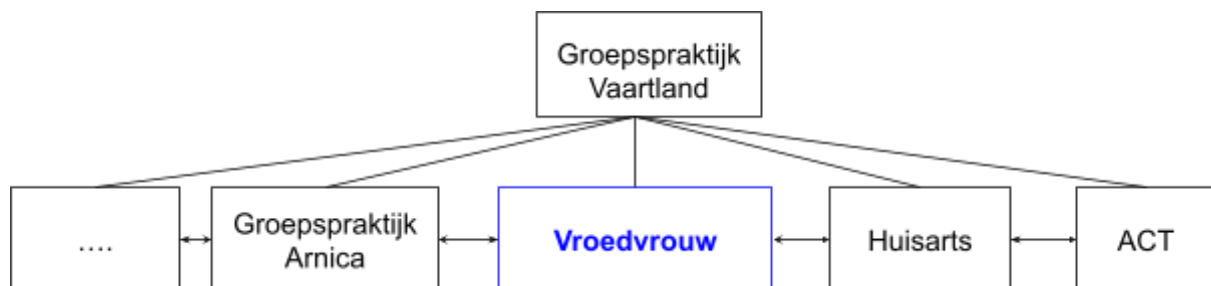 Groepspraktijk
Vaartland
....
Groepspraktijk
Arnica
Vroedvrouw
Huisarts
ACT